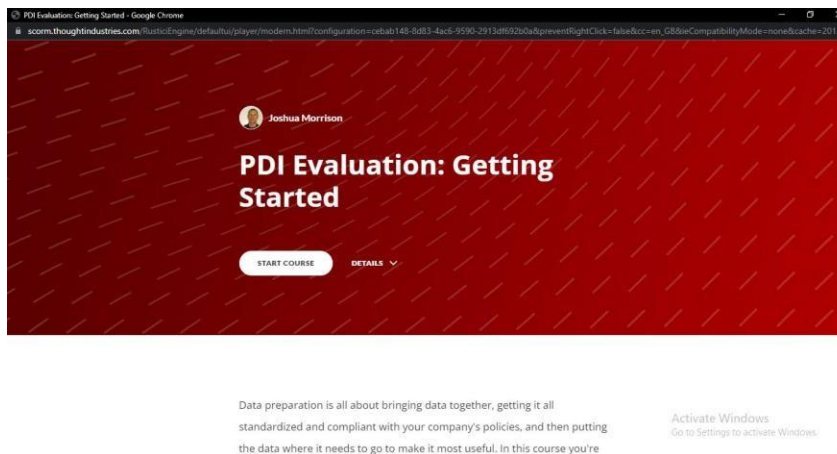 PDI Evaluation: Getting Started - Google Chrome
scorm.thoughtindustries.com/RusticiEngine/defaultui/player/modern.html?configuration=cebab148-8d83-4ac6-9590-2913df692b0a&preventRightClick=false&cc=en_GB&ieCompatibilityMode=none&cache=201
Joshua Morrison
PDI Evaluation: Getting
Started
START COURSE DETAILS
Data preparation is all about bringing data together, getting it all
standardized and compliant with your company's policies, and then putting
the data where it needs to go to make it most useful. In this course you're
Activate Windows
Go to Settings to activate Windows.